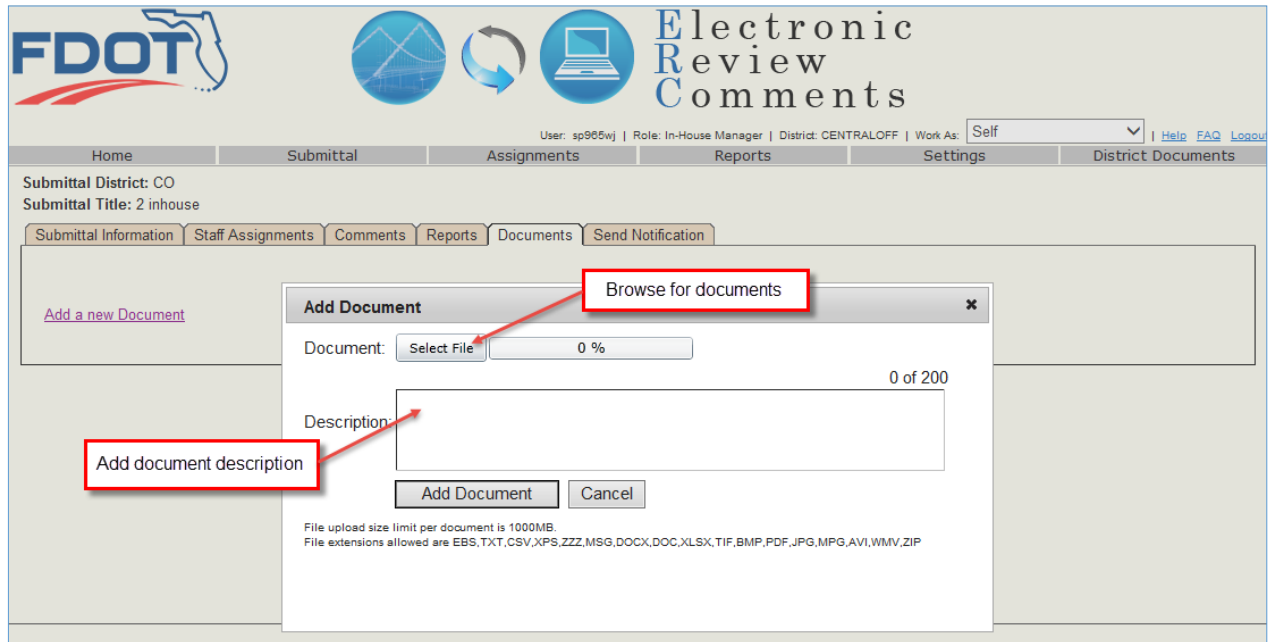 FDOT
Electronic
Review
Comments
User: sp965wj | Role: In-House Manager | District: CENTRALOFF | Work As: Self | Help FAQ Logout
Home Submittal Assignments Reports Settings District Documents
Submittal District: CO
Submittal Title: 2 inhouse
Submittal Information Staff Assignments Comments Reports Documents Send Notification
Browse for documents
Add Document ×
Add a new Document
Document: Select File 0 %
0 of 200
Description:
Add document description
Add Document Cancel
File upload size limit per document is 1000MB.
File extensions allowed are EBS,TXT,CSV,XPS,ZZZ,MSG,DOCX,DOC,XLSX,TIF,BMP,PDF,JPG,MPG,AVI,WMV,ZIP